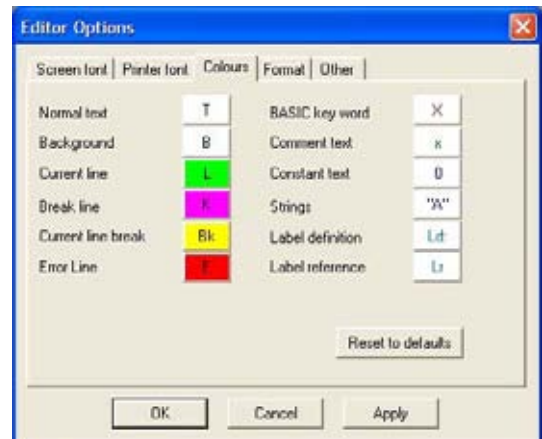 Editor Options
Screen font Printer font Colours Format Other
Normal text T BASIC key word X
Background B Comment text x
Current line L Constant text 0
Break line K Strings "A"
Current line break Bk Label definition Ld
Error Line E Label reference Lr
Reset to defaults
OK Cancel Apply